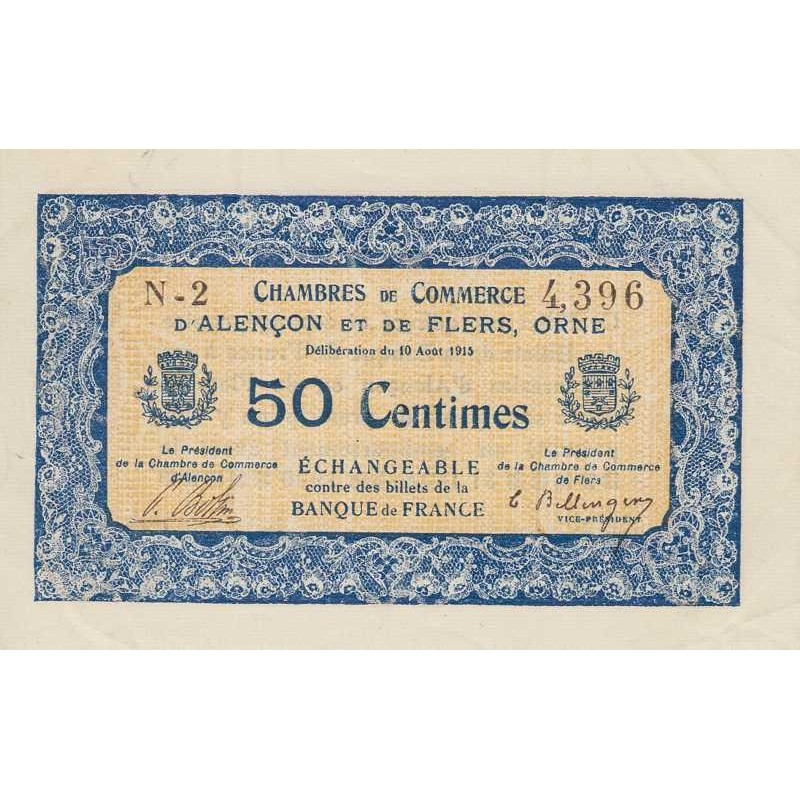 N-2 CHAMBRES DE COMMERCE 4,396
D'ALENÇON ET DE FLERS, ORNE
Délibération du 10 Août 1915
50 Centimes
Le Président
de la Chambre de Commerce
d'Alençon
ÉCHANGEABLE
contre des billets de la
BANQUE de FRANCE
Le Président
de la Chambre de Commerce
de Flers
VICE-PRÉSIDENT